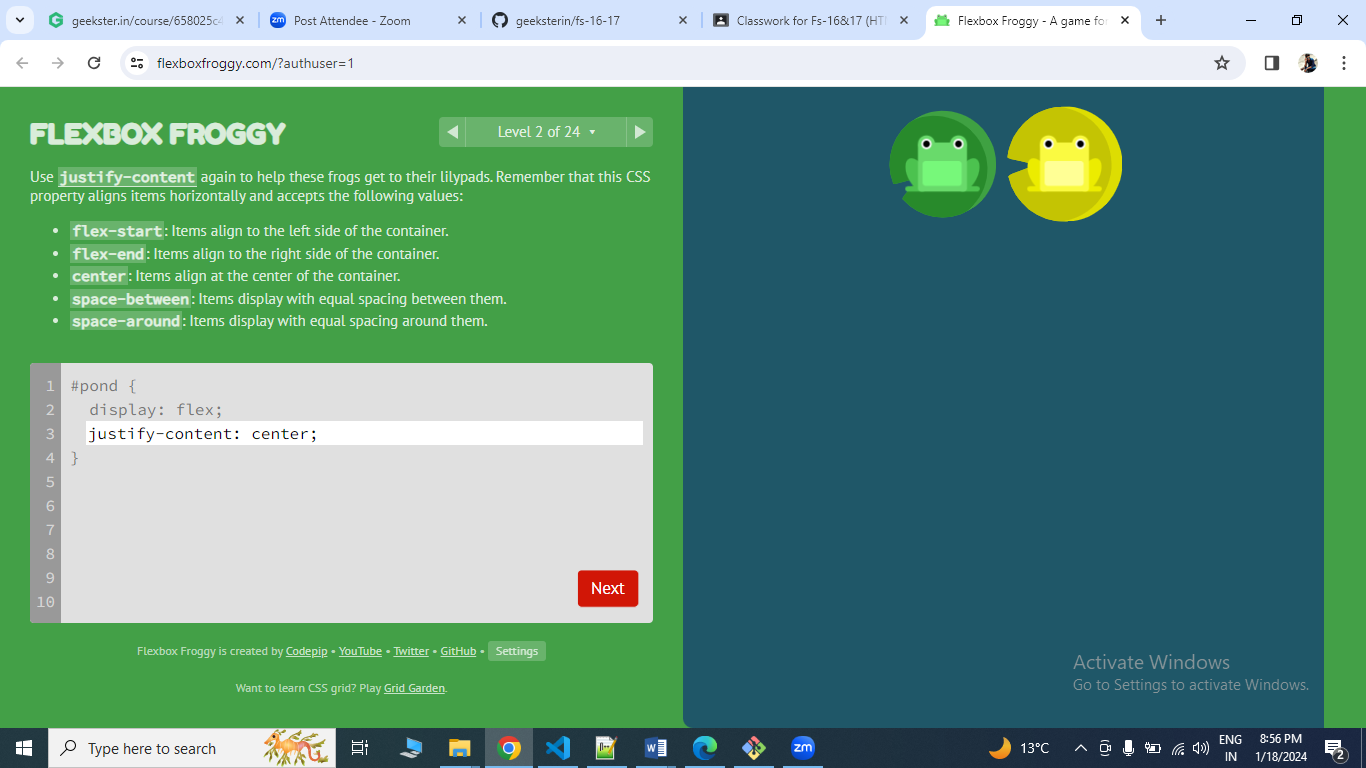 geekster.in/course/658025c4
Post Attendee - Zoom
geeksterin/fs-16-17
Classwork for Fs-16&17 (HT
Flexbox Froggy - A game for
flexboxfroggy.com/?authuser=1
FLEXBOX FROGGY
Level 2 of 24
Use justify-content again to help these frogs get to their lilypads. Remember that this CSS
property aligns items horizontally and accepts the following values:
• flex-start: Items align to the left side of the container.
• flex-end: Items align to the right side of the container.
• center: Items align at the center of the container.
• space-between: Items display with equal spacing between them.
• space-around: Items display with equal spacing around them.
1 #pond {
2 display: flex;
3 justify-content: center;
4 }
5
6
7
8
9
10
Next
Flexbox Froggy is created by Codepip • YouTube • Twitter • GitHub • Settings
Want to learn CSS grid? Play Grid Garden.
Activate Windows
Go to Settings to activate Windows.
Type here to search
13°C
ENG
IN
8:56 PM
1/18/2024
2